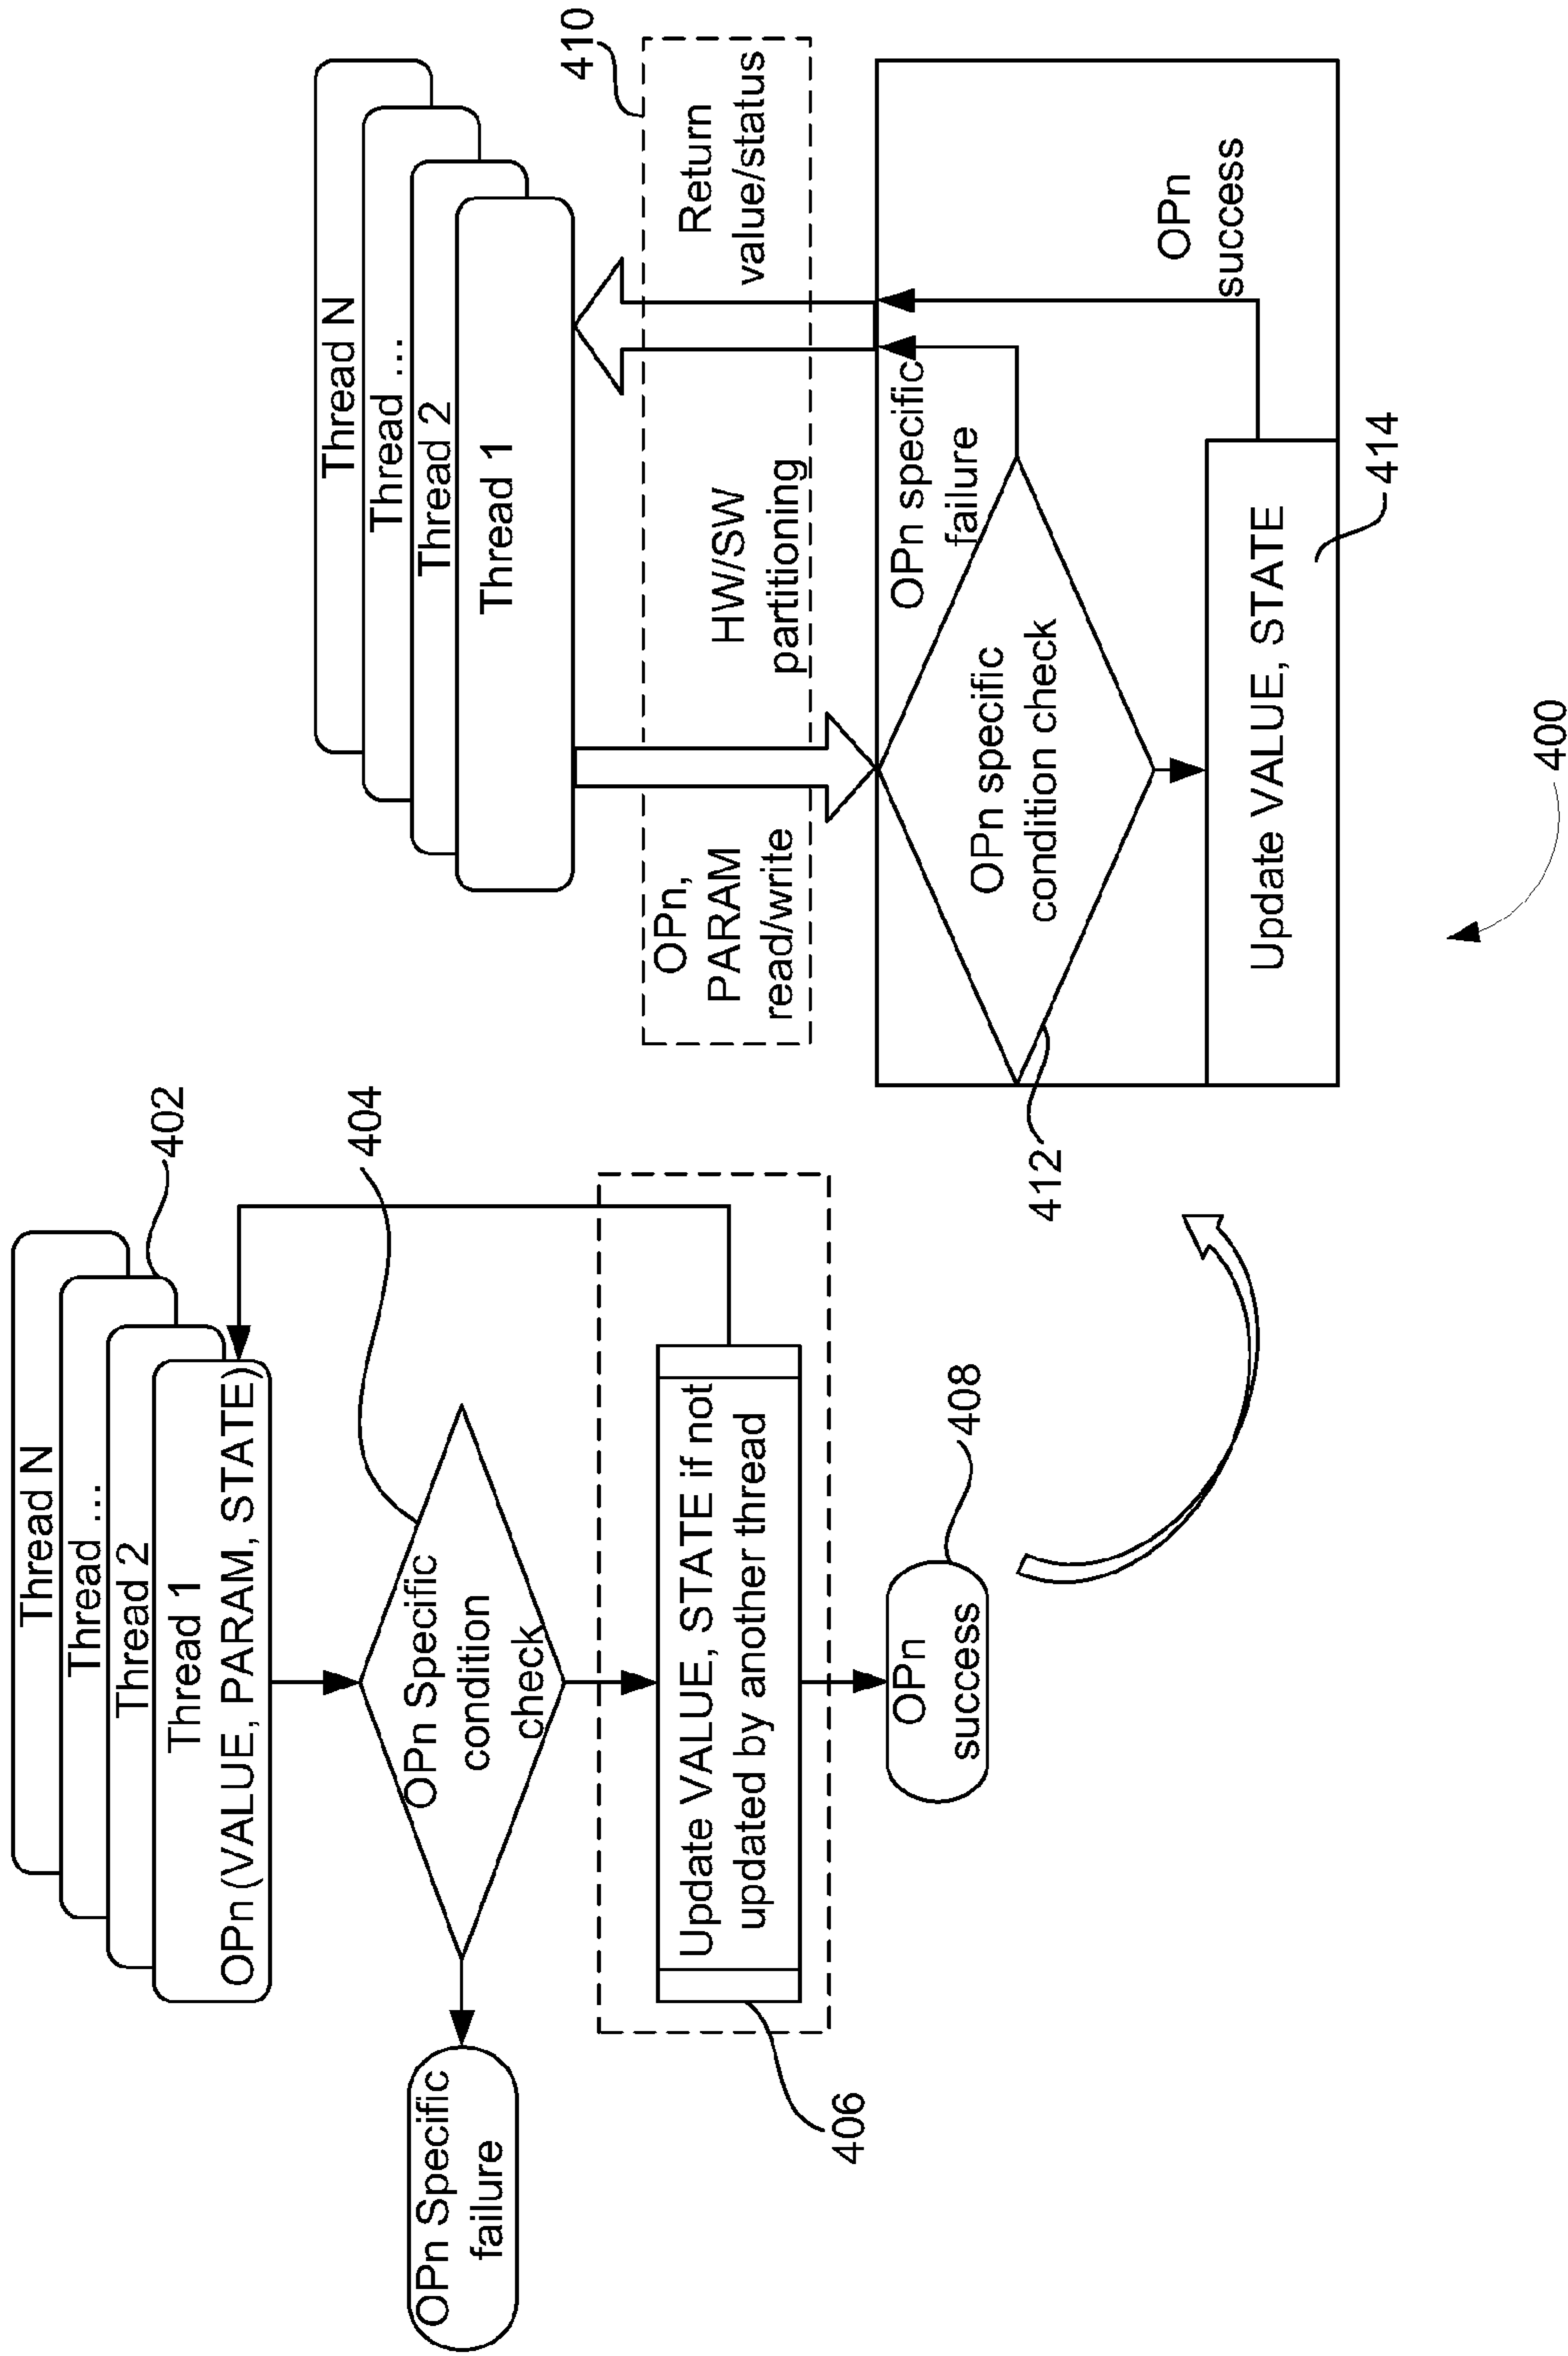 Thread N
Thread ...
Thread 2
Thread 1
OPn (VALUE, PARAM, STATE)
402
404
OPn Specific
condition
check
OPn Specific
failure
Update VALUE, STATE if not
updated by another thread
406
OPn
success
408
Thread N
Thread ...
Thread 2
Thread 1
410
OPn,
PARAM
read/write
HW/SW
partitioning
Return
value/status
OPn specific
condition check
412
OPn specific
failure
OPn
success
Update VALUE, STATE
414
400